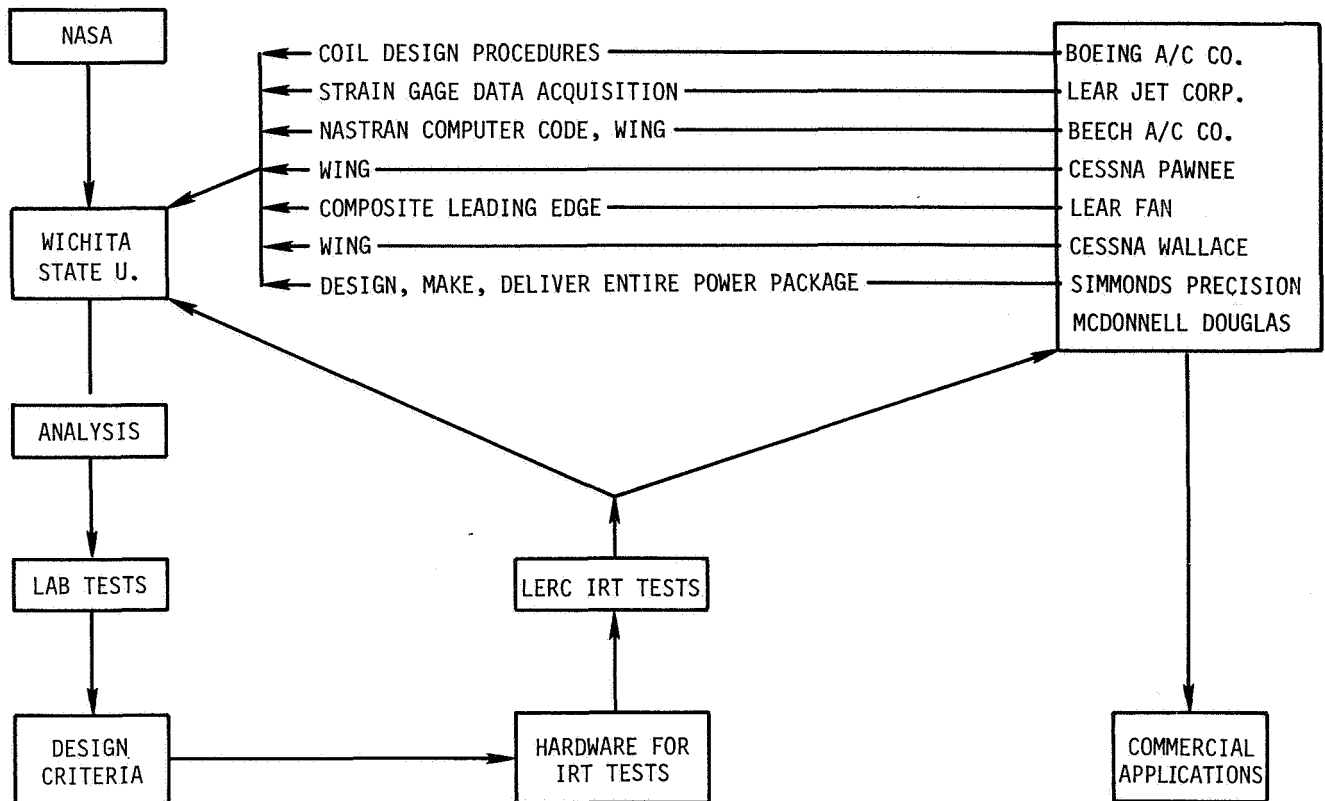 NASA
COIL DESIGN PROCEDURES
BOEING A/C CO.
STRAIN GAGE DATA ACQUISITION
LEAR JET CORP.
NASTRAN COMPUTER CODE, WING
BEECH A/C CO.
WING
CESSNA PAWNEE
COMPOSITE LEADING EDGE
LEAR FAN
WING
CESSNA WALLACE
DESIGN, MAKE, DELIVER ENTIRE POWER PACKAGE
SIMMONDS PRECISION
MCDONNELL DOUGLAS
WICHITA
STATE U.
ANALYSIS
LAB TESTS
LERC IRT TESTS
DESIGN
CRITERIA
HARDWARE FOR
IRT TESTS
COMMERCIAL
APPLICATIONS